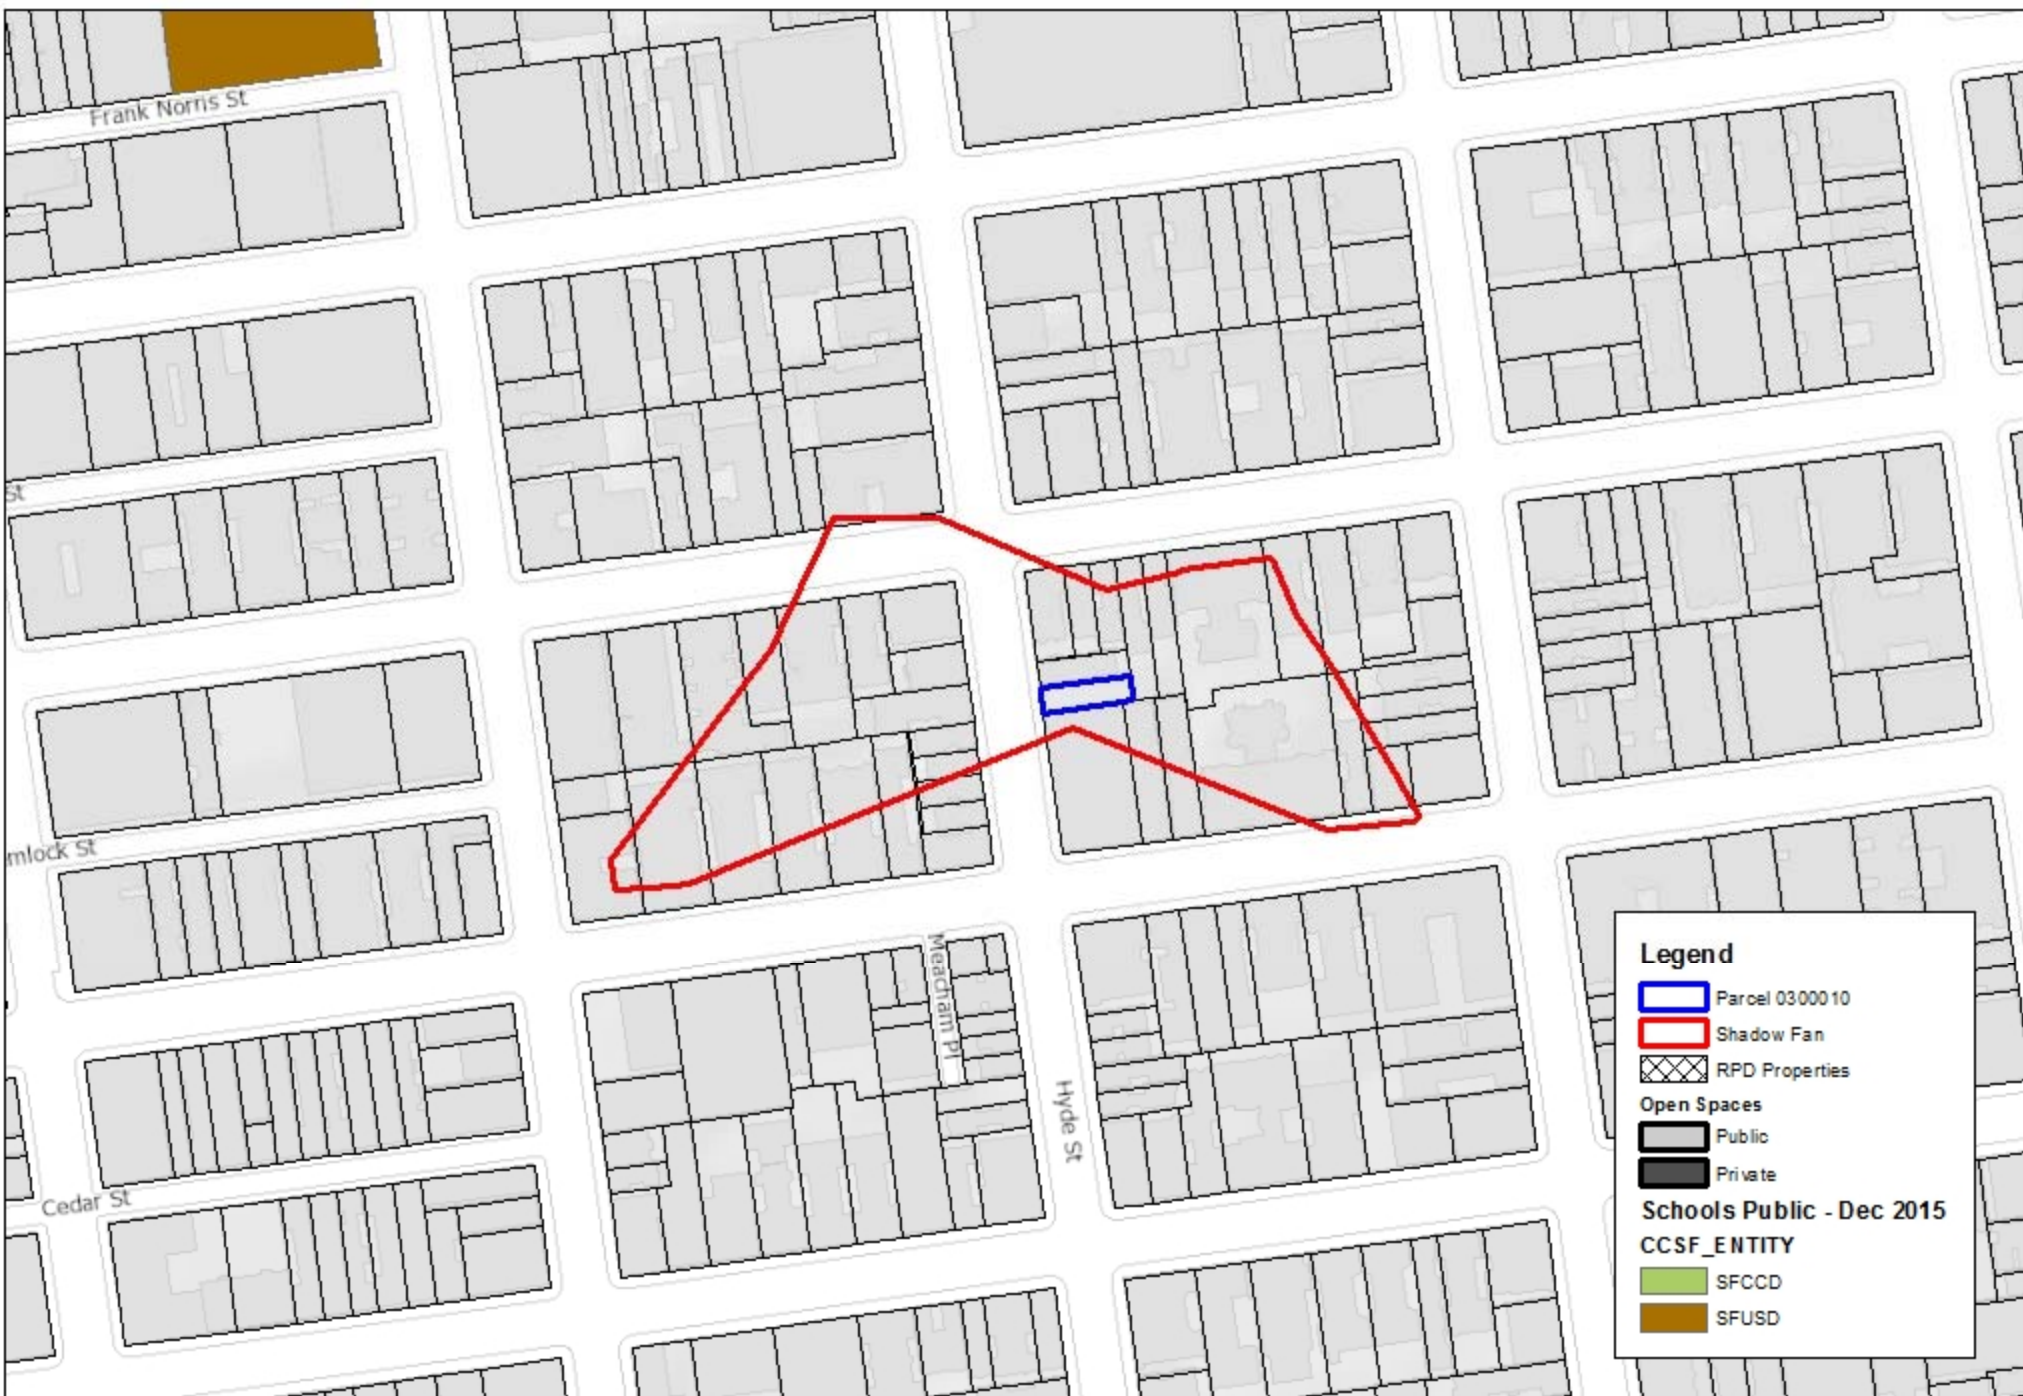 Frank Norris St
St
mlock St
Meacham Pl
Hyde St
Cedar St
Legend
Parcel 0300010
Shadow Fan
RPD Properties
Open Spaces
Public
Private
Schools Public - Dec 2015
CCSF_ENTITY
SFCCD
SFUSD